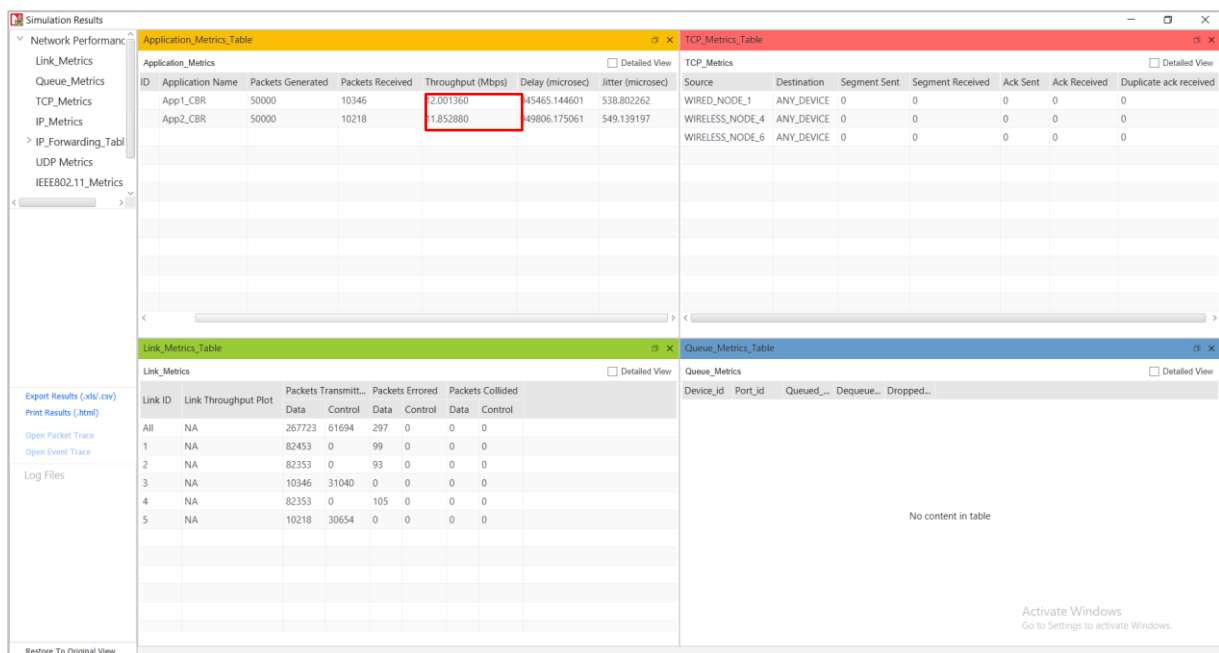 Simulation Results
Network Performanc
Link_Metrics
Queue_Metrics
TCP_Metrics
IP_Metrics
IP_Forwarding_Tabl
UDP Metrics
IEEE802.11_Metrics
Export Results (.xls/.csv)
Print Results (.html)
Open Packet Trace
Open Event Trace
Log Files
Restore To Original View
Application_Metrics_Table
Application_Metrics Detailed View
ID Application Name Packets Generated Packets Received Throughput (Mbps) Delay (microsec) Jitter (microsec)
App1_CBR 50000 10346 12.001360 945465.144601 538.802262
App2_CBR 50000 10218 11.852880 949806.175061 549.139197
TCP_Metrics_Table
TCP_Metrics Detailed View
Source Destination Segment Sent Segment Received Ack Sent Ack Received Duplicate ack received
WIRED_NODE_1 ANY_DEVICE 0 0 0 0 0
WIRELESS_NODE_4 ANY_DEVICE 0 0 0 0 0
WIRELESS_NODE_6 ANY_DEVICE 0 0 0 0 0
Link_Metrics_Table
Link_Metrics Detailed View
Link ID Link Throughput Plot Packets Transmitt... Packets Errored Packets Collided
Data Control Data Control Data Control
All NA 267723 61694 297 0 0 0
1 NA 82453 0 99 0 0 0
2 NA 82353 0 93 0 0 0
3 NA 10346 31040 0 0 0 0
4 NA 82353 0 105 0 0 0
5 NA 10218 30654 0 0 0 0
Queue_Metrics_Table
Queue_Metrics Detailed View
Device_id Port_id Queued_... Dequeue... Dropped...
No content in table
Activate Windows
Go to Settings to activate Windows.